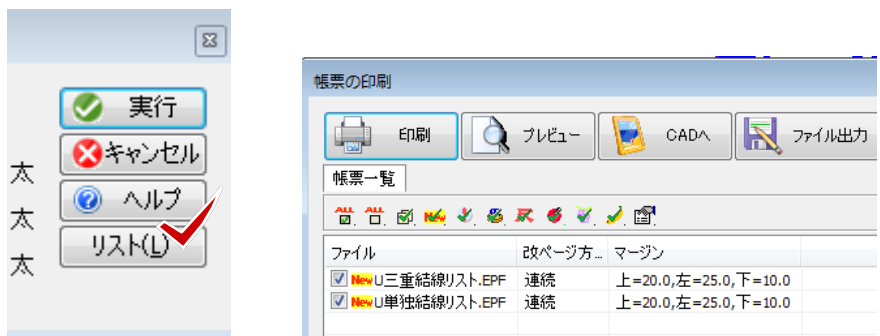 実行
キャンセル
ヘルプ
リスト(L)
太
太
太
帳票の印刷
印刷
プレビュー
CADへ
ファイル出力
帳票一覧
ファイル 改ページ方... マージン
New U三重結線リスト.EPF 連続 上=20.0,左=25.0,下=10.0
New U単独結線リスト.EPF 連続 上=20.0,左=25.0,下=10.0